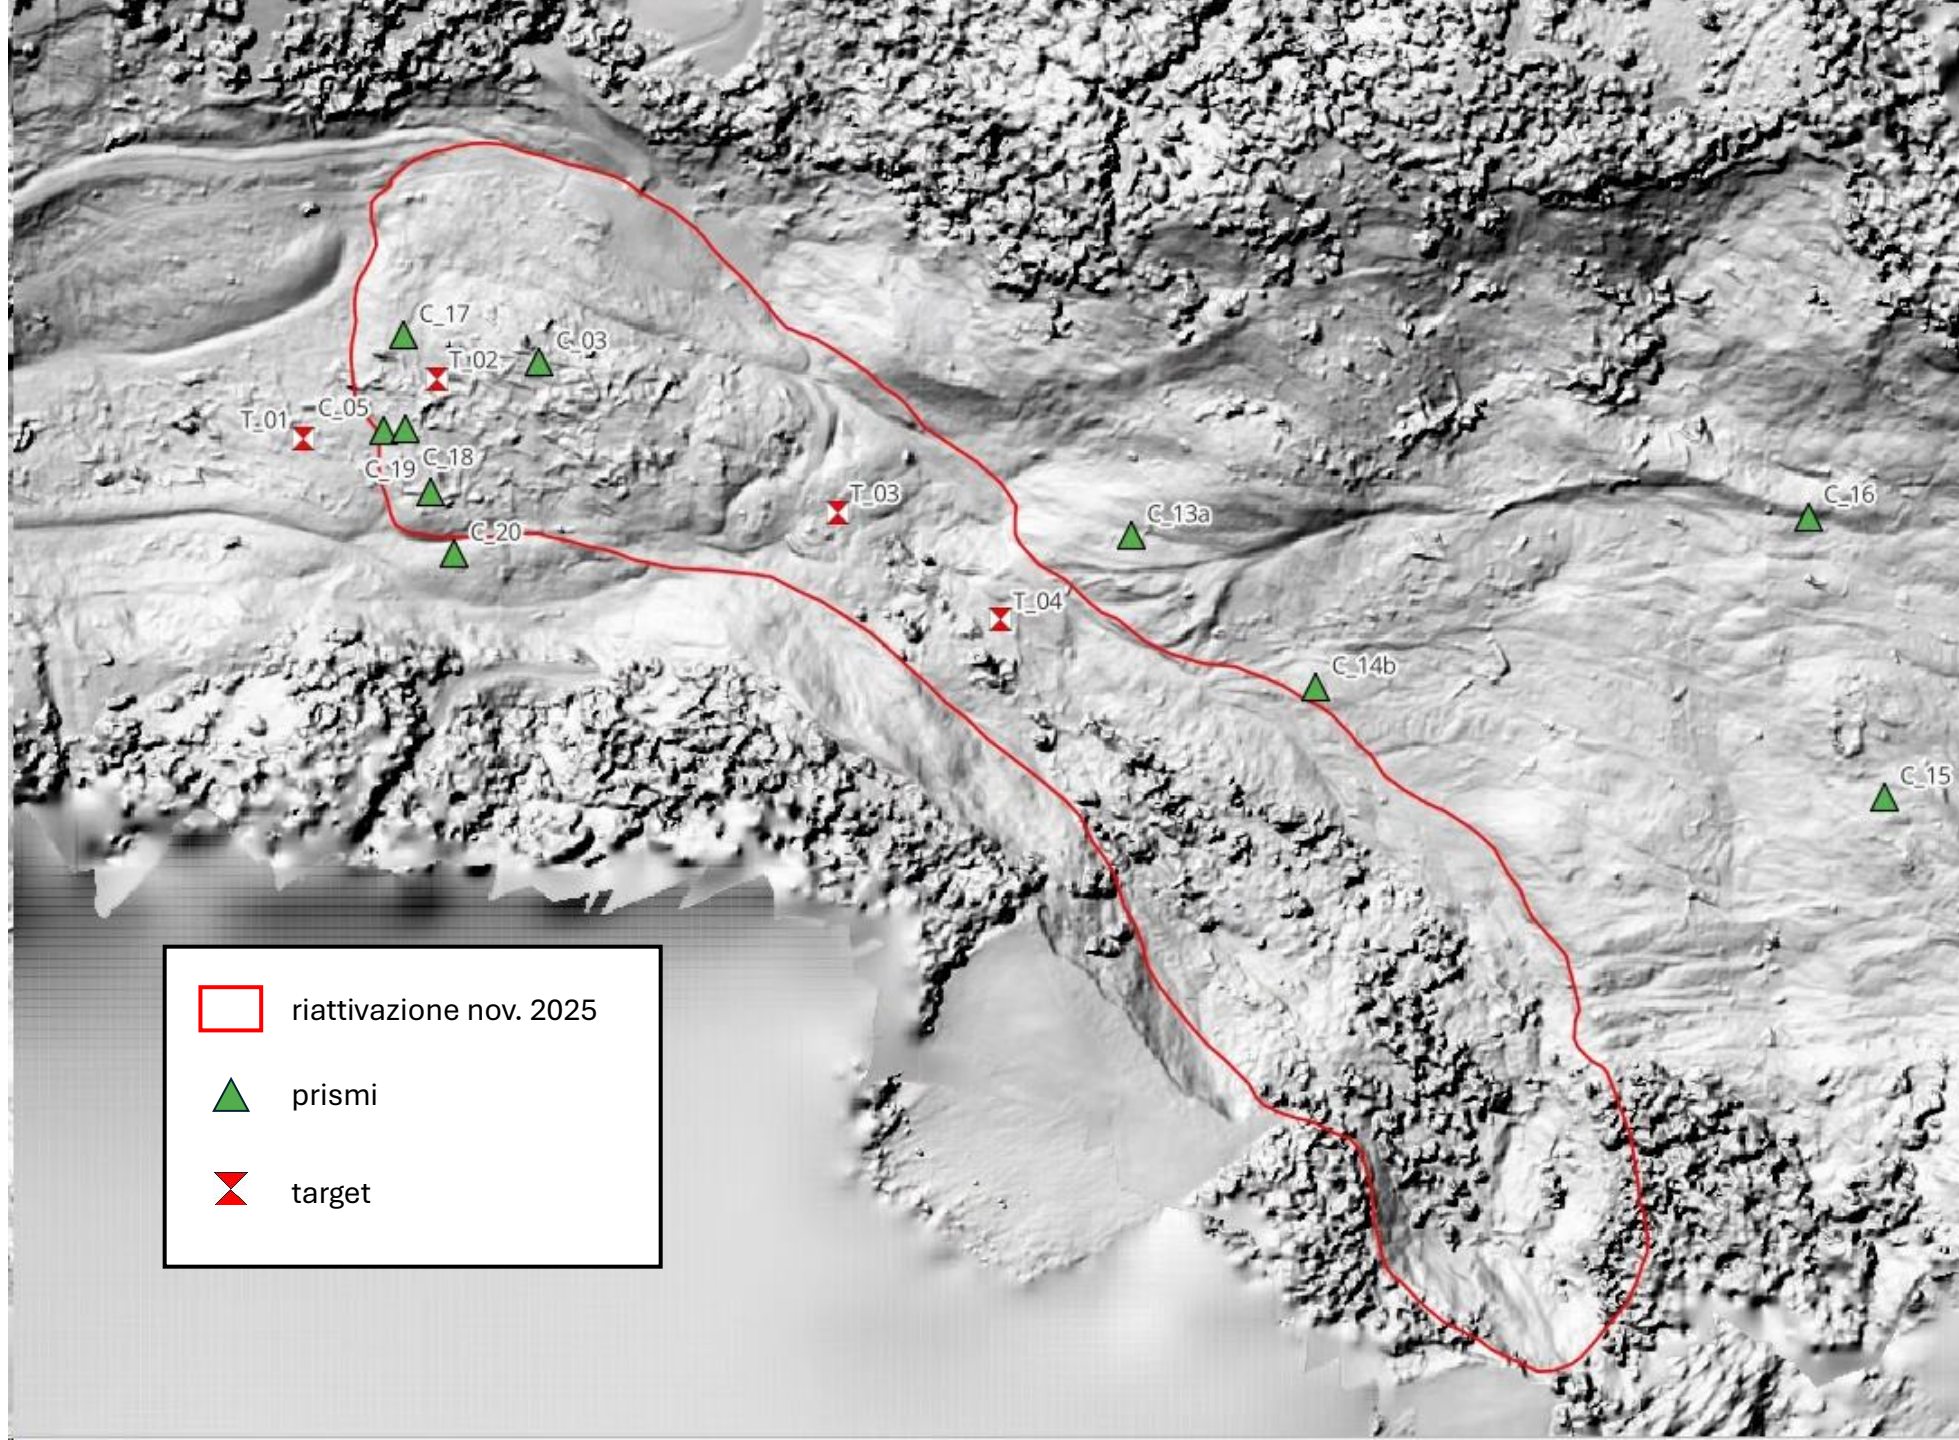 C_17
C_03
T_02
C_05
T_01
C_18
C_19
T_03
C_16
C_13a
C_20
T_04
C_14b
C_15
riattivazione nov. 2025
prismi
target